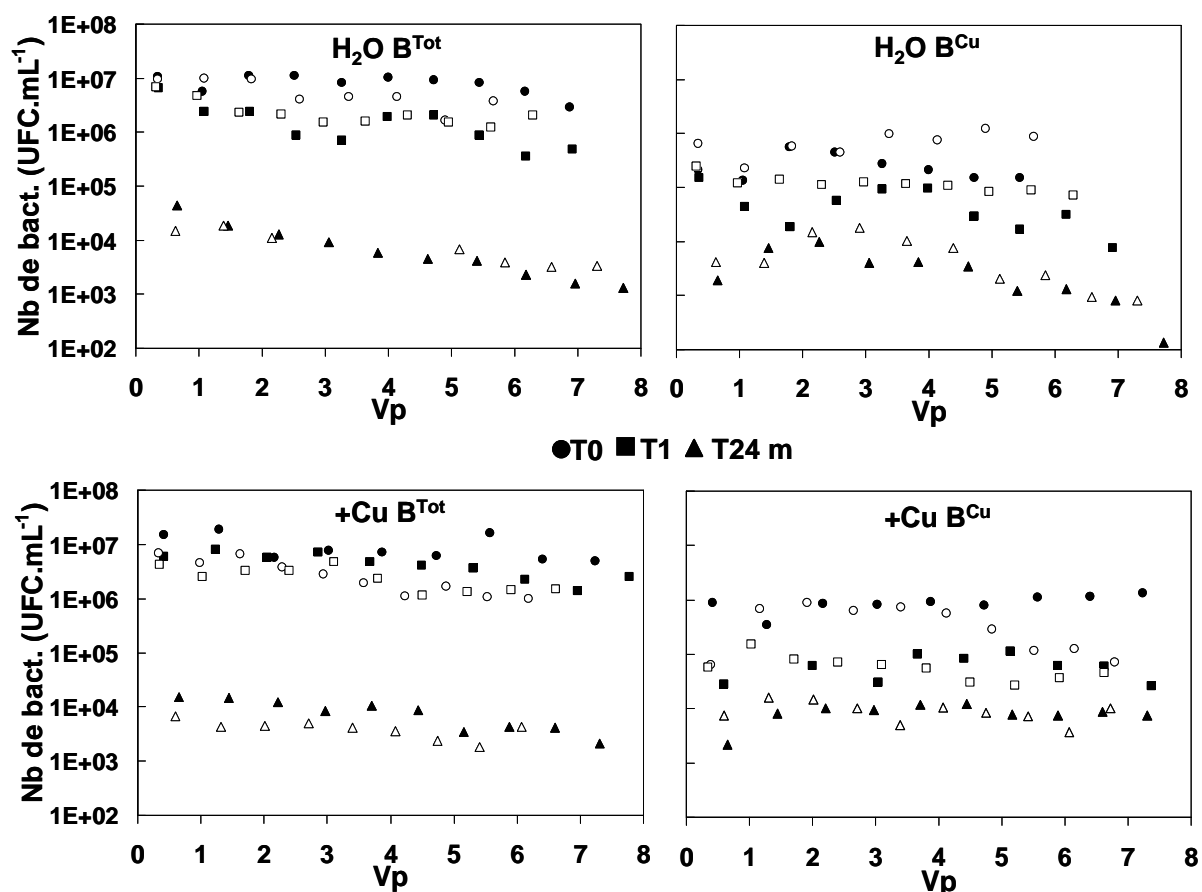 H2O B^Tot
H2O B^Cu
Nb de bact. (UFC.mL^-1)
1E+08
1E+07
1E+06
1E+05
1E+04
1E+03
1E+02
0 1 2 3 4 5 6 7 8
Vp
0 1 2 3 4 5 6 7 8
Vp
●T0 ■ T1 ▲ T24 m
+Cu B^Tot
+Cu B^Cu
Nb de bact. (UFC.mL^-1)
1E+08
1E+07
1E+06
1E+05
1E+04
1E+03
1E+02
0 1 2 3 4 5 6 7 8
Vp
0 1 2 3 4 5 6 7 8
Vp